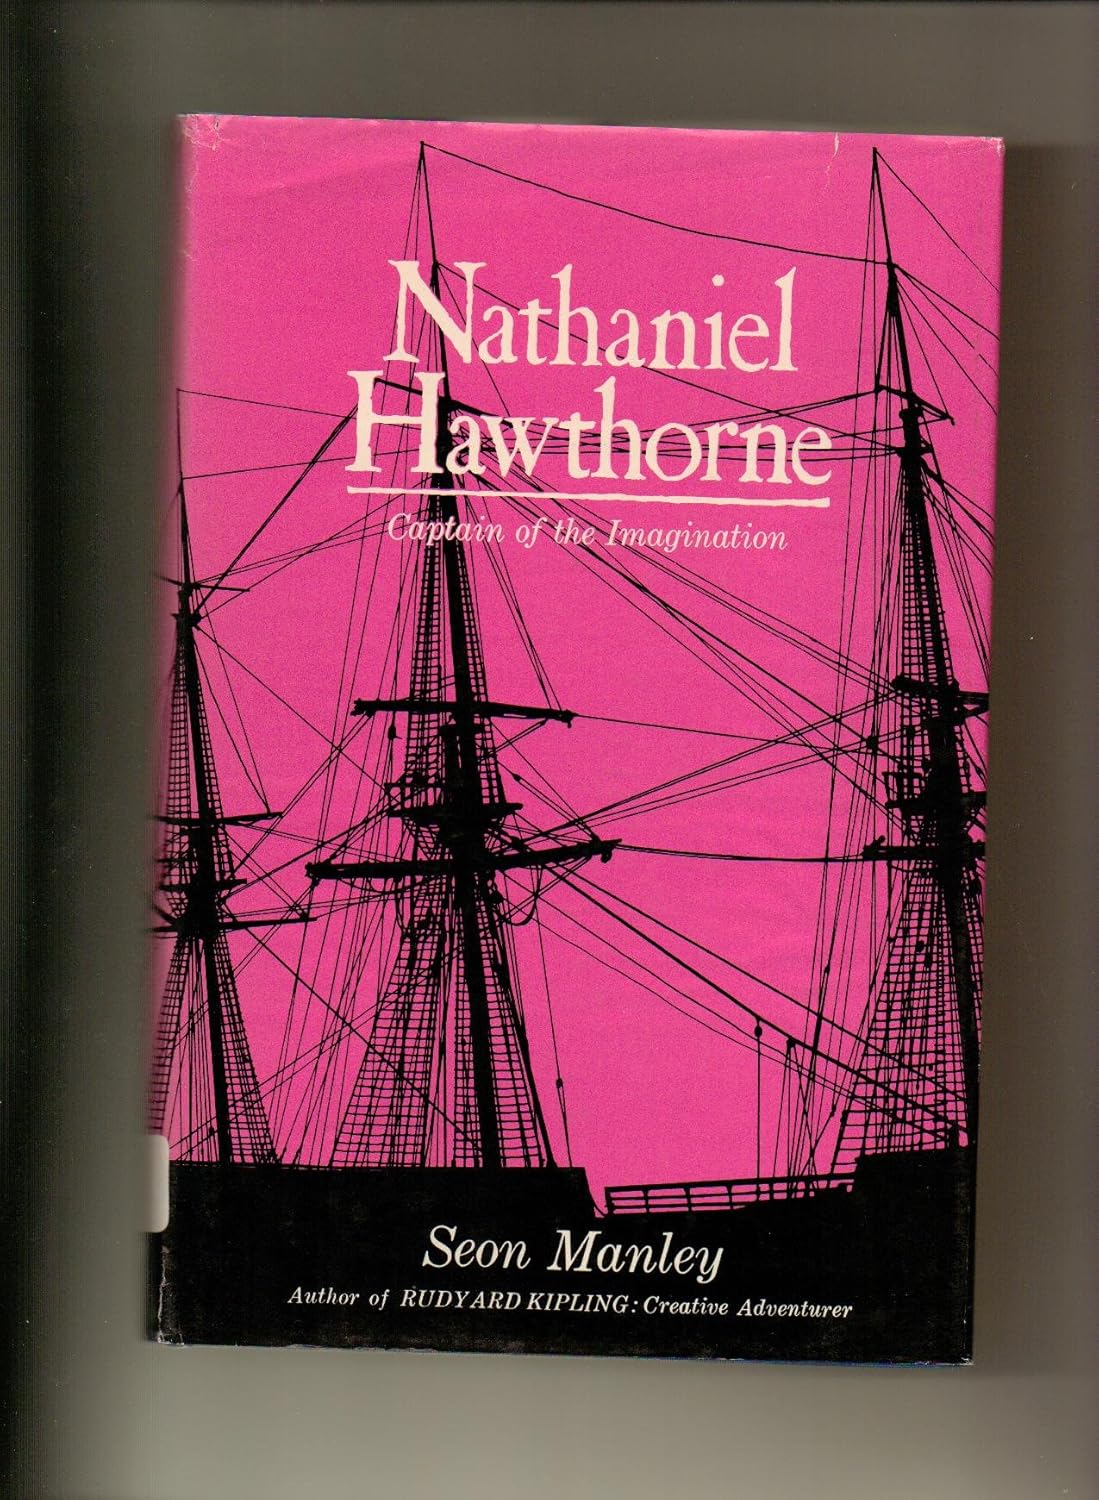 Nathaniel
Hawthorne
Captain of the Imagination
Seon Manley
Author of RUDYARD KIPLING: Creative Adventurer